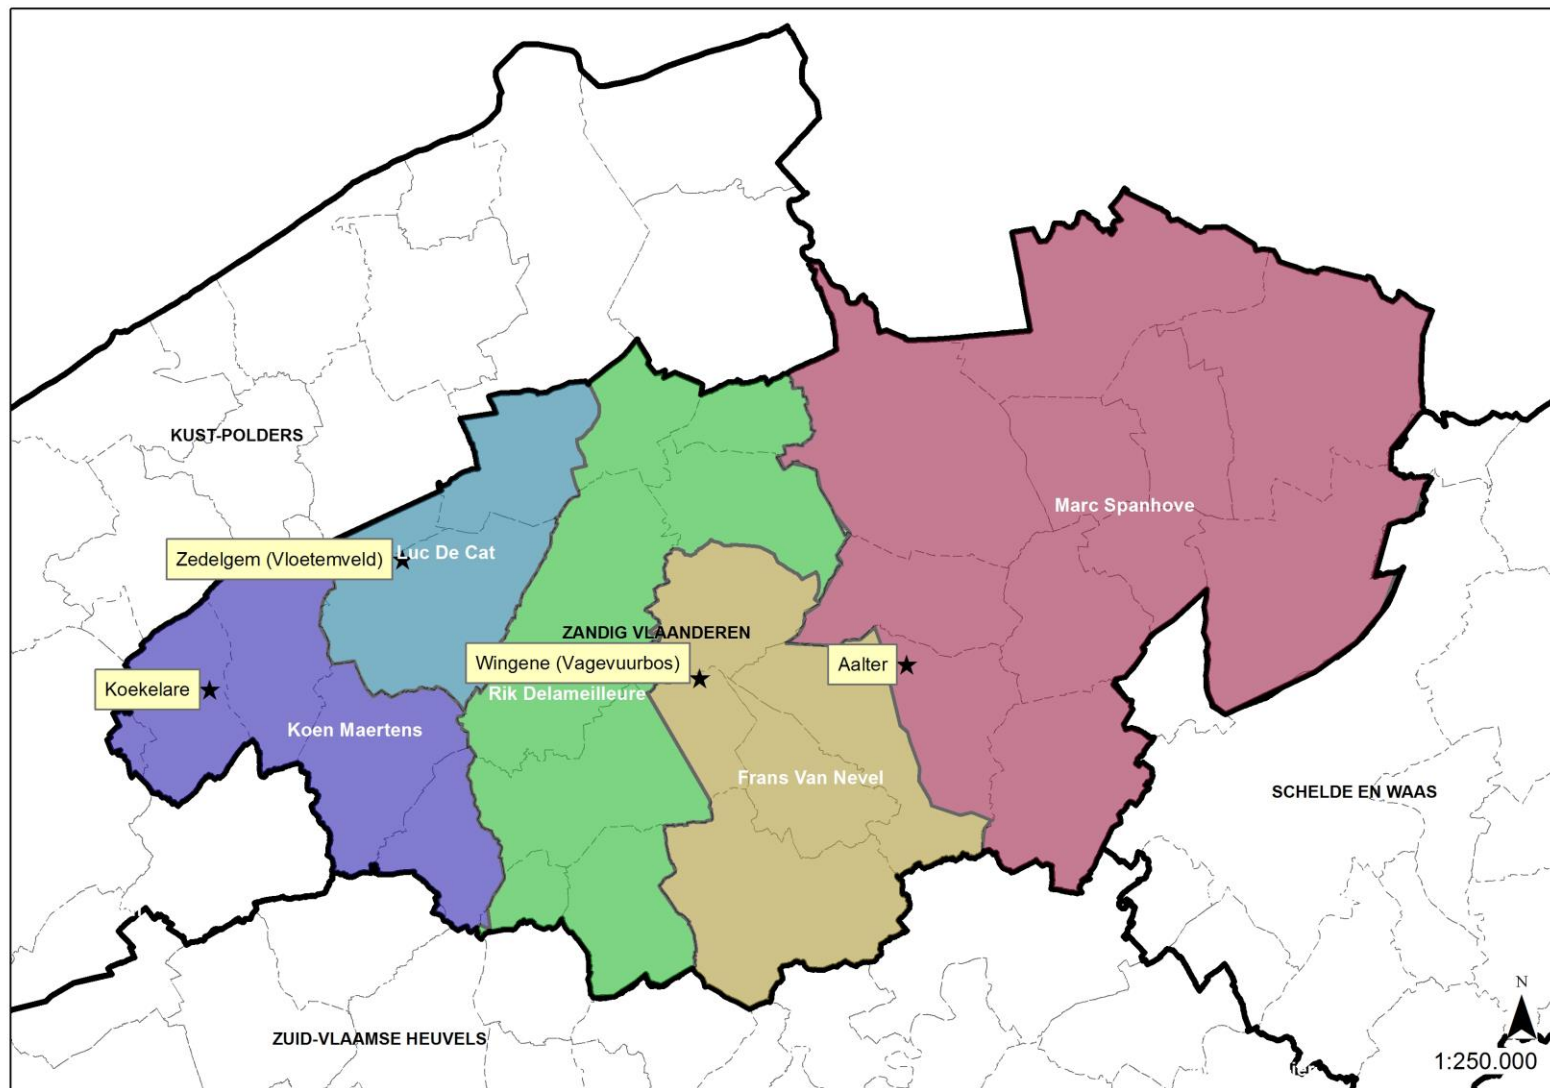 KUST-POLDERS
Marc Spanhove
Luc De Cat
Zedelgem (Vloetemveld)
ZANDIG VLAANDEREN
Wingene (Vagevuurbos)
Aalter
Koekelare
Rik Delameilleure
Koen Maertens
Frans Van Nevel
SCHELDE EN WAAS
N
ZUID-VLAAMSE HEUVELS
1:250.000